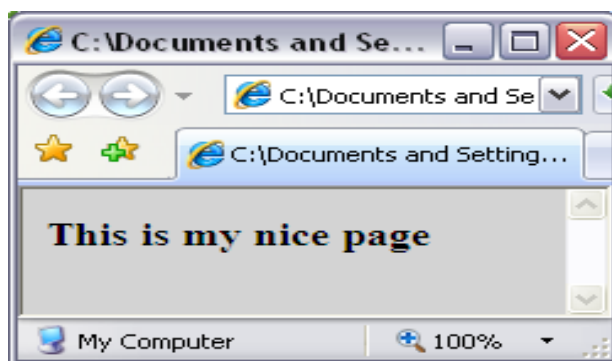 C:\Documents and Se...
C:\Documents and Se
C:\Documents and Setting...
This is my nice page
My Computer
100%